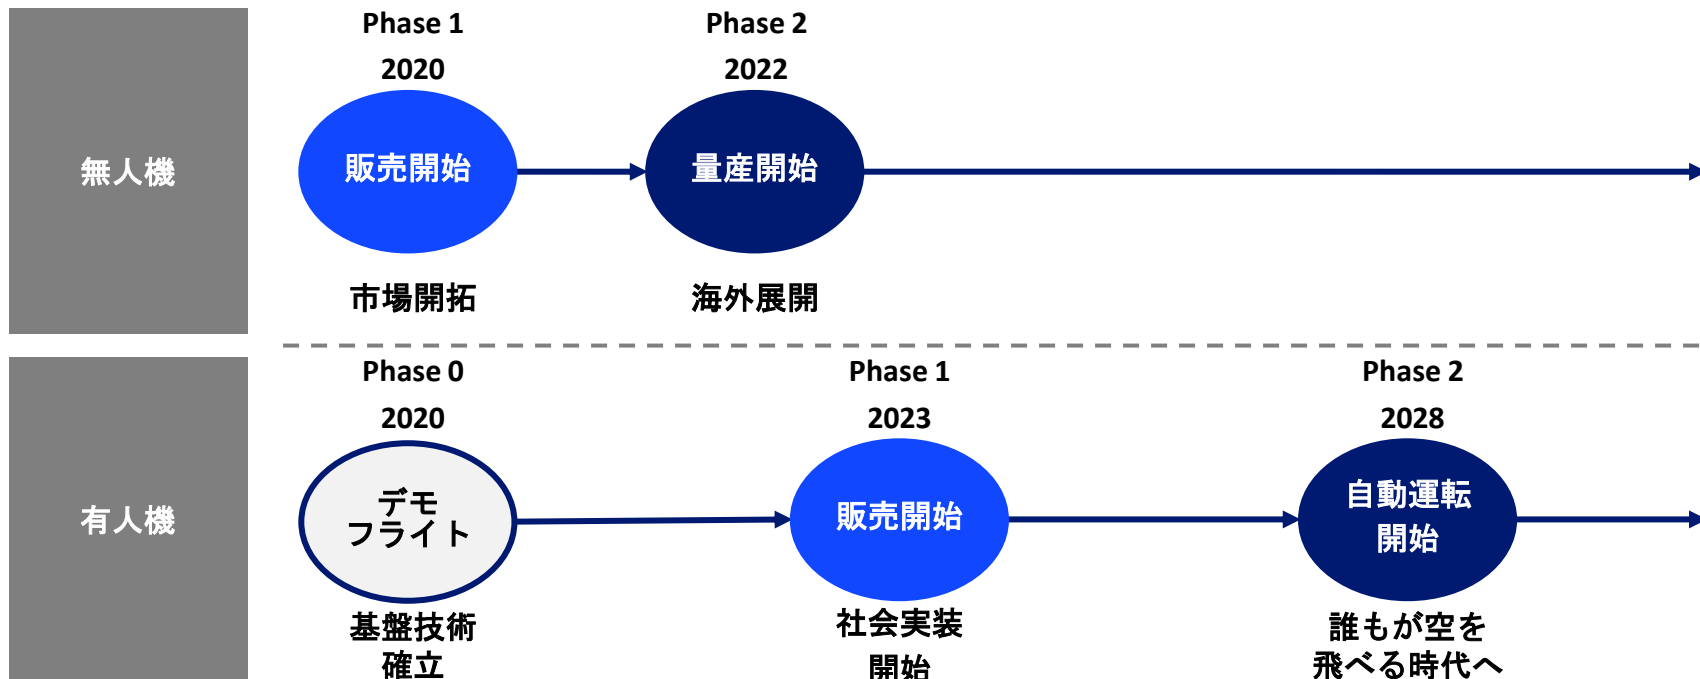 無人機
Phase 1
2020
販売開始
市場開拓
Phase 2
2022
量産開始
海外展開
有人機
Phase 0
2020
デモ
フライト
基盤技術
確立
Phase 1
2023
販売開始
社会実装
開始
Phase 2
2028
自動運転
開始
誰もが空を
飛べる時代へ